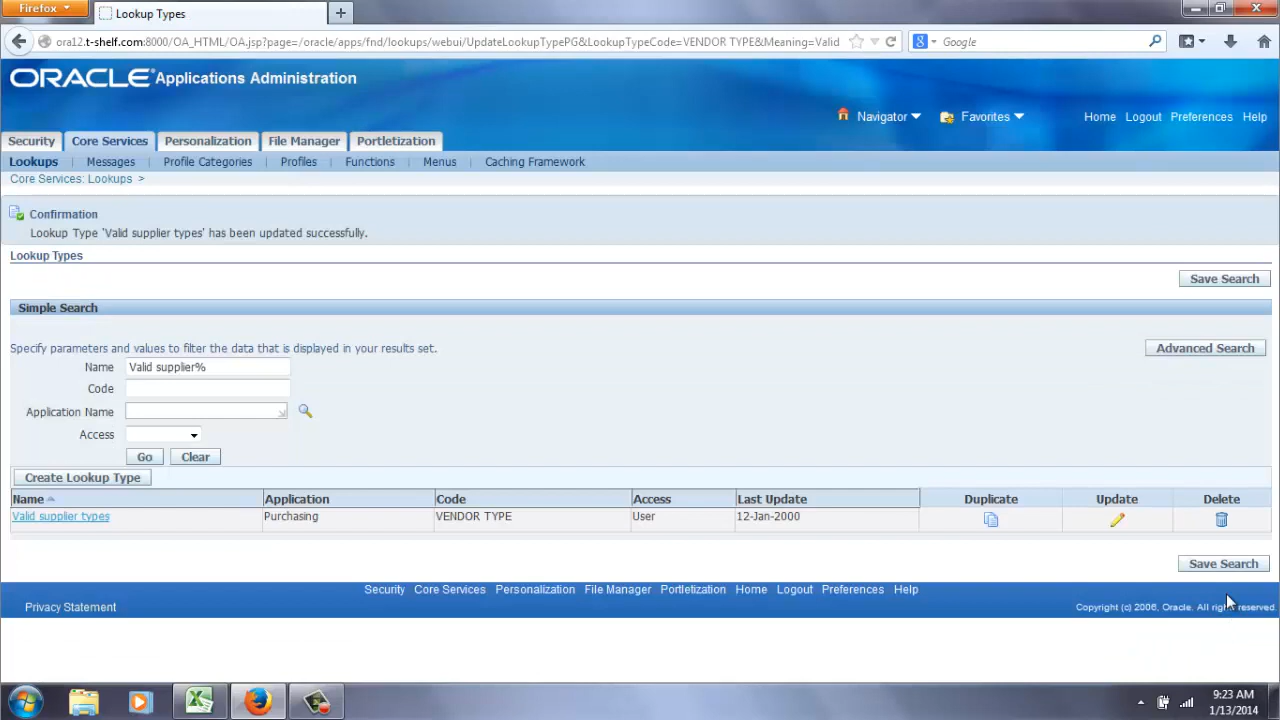 Firefox
Lookup Types
ora12.t-shelf.com:8000/OA_HTML/OA.jsp?page=/oracle/apps/fnd/lookups/webui/UpdateLookupTypePG&LookupTypeCode=VENDOR TYPE&Meaning=Valid
Google
ORACLE® Applications Administration
Navigator Favorites Home Logout Preferences Help
Security Core Services Personalization File Manager Portletization
Lookups | Messages | Profile Categories | Profiles | Functions | Menus | Caching Framework
Core Services: Lookups >
Confirmation
Lookup Type 'Valid supplier types' has been updated successfully.
Lookup Types
Save Search
Simple Search
Specify parameters and values to filter the data that is displayed in your results set.
Advanced Search
Name Valid supplier%
Code
Application Name
Access
Go Clear
Create Lookup Type
Name Application Code Access Last Update Duplicate Update Delete
Valid supplier types Purchasing VENDOR TYPE User 12-Jan-2000
Save Search
Security Core Services Personalization File Manager Portletization Home Logout Preferences Help
Privacy Statement
Copyright (c) 2006, Oracle. All rights reserved.
9:23 AM
1/13/2014